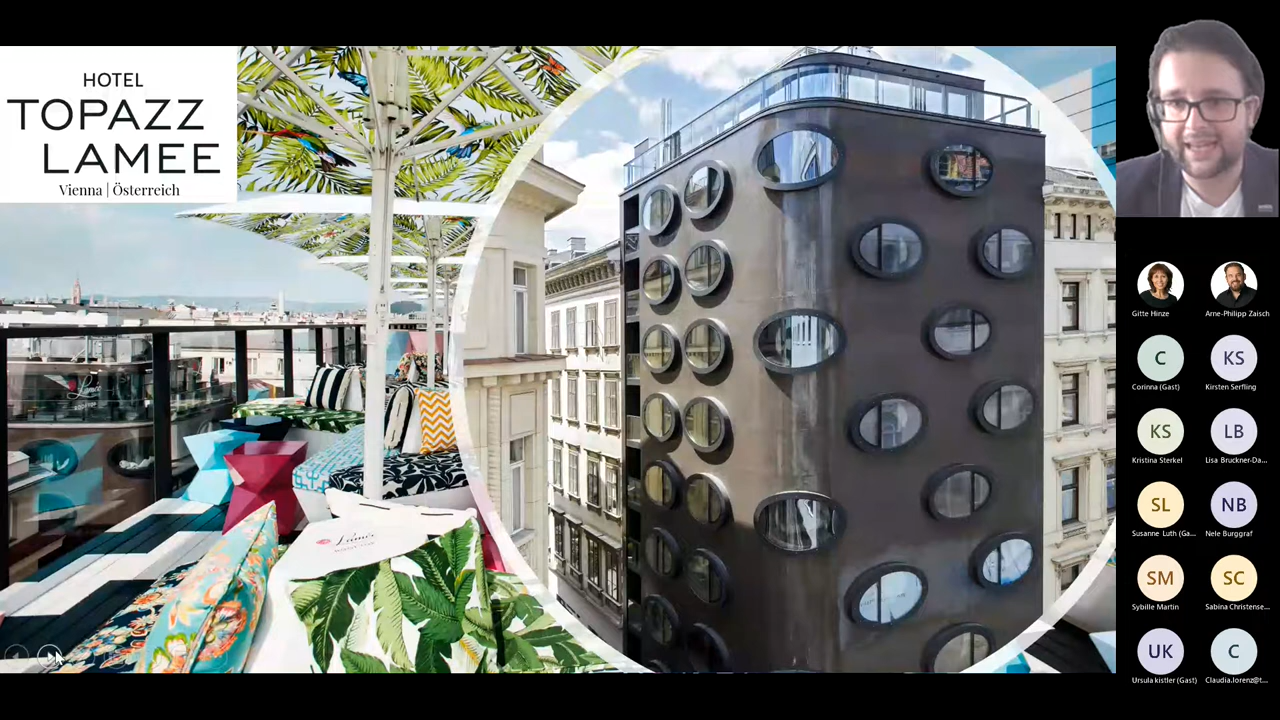 HOTEL
TOPAZZ
LAMEE
Vienna | Österreich
Lamée
Lamée
Gitte Hinze
Arne-Philipp Zaisch
C
KS
Corinna (Gast)
Kirsten Serfling
KS
LB
Kristina Sterkel
Lisa Bruckner-Da...
SL
NB
Susanne Luth (Ga...
Nele Burggraf
SM
SC
Sybille Martin
Sabina Christense...
UK
C
Ursula kistler (Gast)
Claudia.lorenz@t...